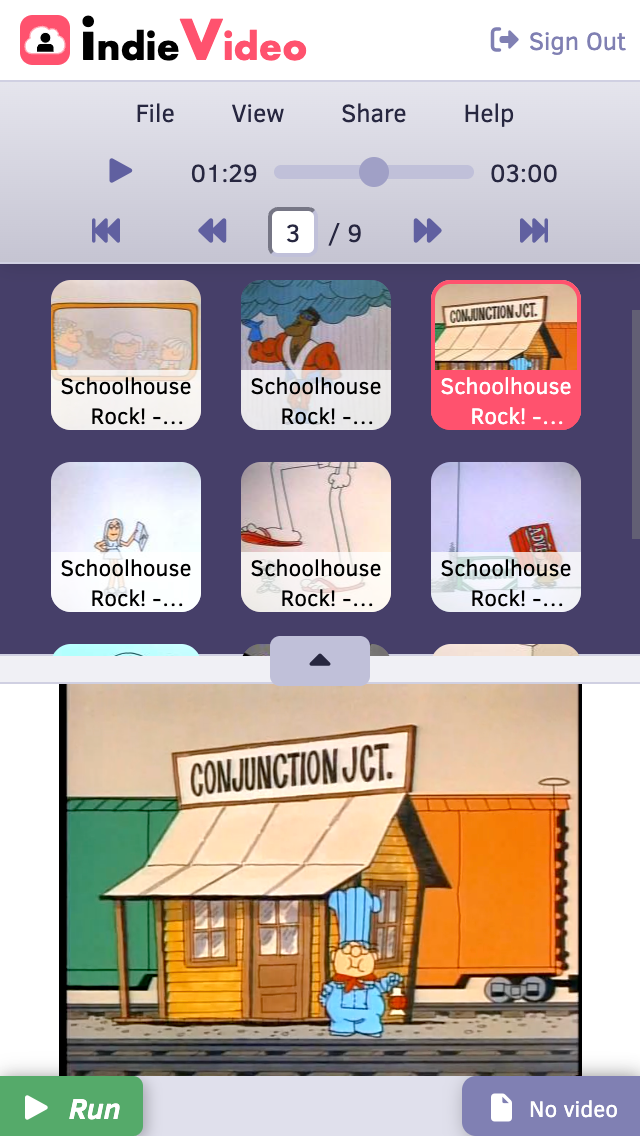 indieVideo
Sign Out
File View Share Help
01:29 03:00
3 / 9
Schoolhouse
Rock! -...
Schoolhouse
Rock! -...
CONJUNCTION JCT.
Schoolhouse
Rock! -...
Schoolhouse
Rock! -...
Schoolhouse
Rock! -...
ADVE
Schoolhouse
Rock! -...
CONJUNCTION JCT.
Run
No video